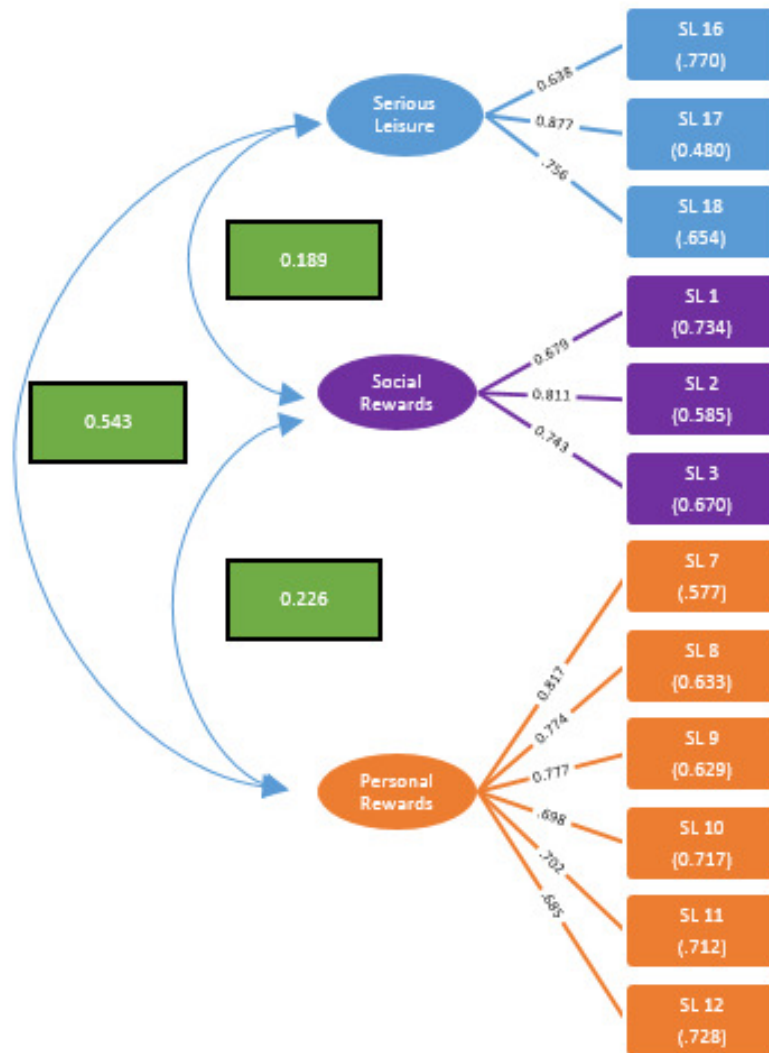 SL 16
(.770)
0.638
Serious
Leisure
0.877
SL 17
(0.480)
.756
SL 18
(.654)
0.189
SL 1
(0.734)
0.679
Social
Rewards
0.811
SL 2
(0.585)
0.743
0.543
SL 3
(0.670)
SL 7
(.577)
0.226
0.817
SL 8
(0.633)
0.774
SL 9
(0.629)
0.777
Personal
Rewards
.698
SL 10
(0.717)
.702
SL 11
(.712)
.685
SL 12
(.728)